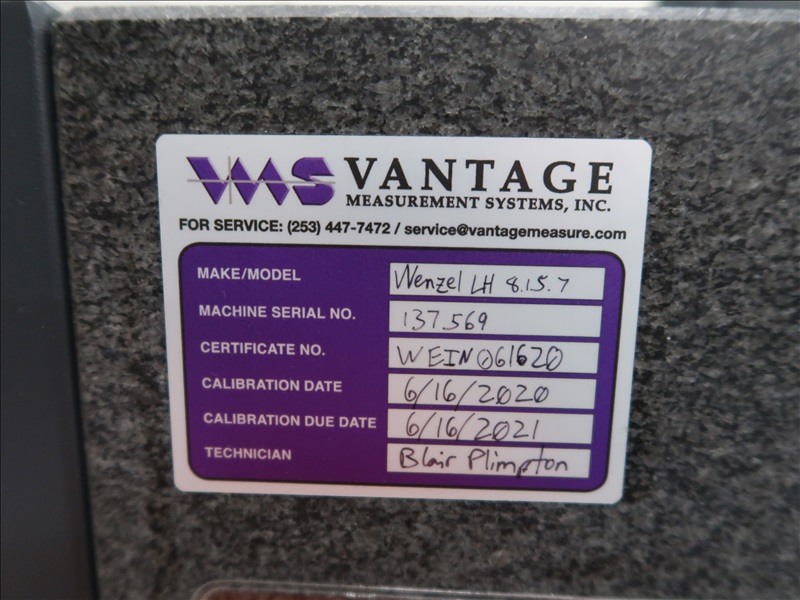 VMS VANTAGE
MEASUREMENT SYSTEMS, INC.
FOR SERVICE: (253) 447-7472 / service@vantagemeasure.com
MAKE/MODEL Wenzel LH 8.15.7
MACHINE SERIAL NO. 137569
CERTIFICATE NO. WEIN061620
CALIBRATION DATE 6/16/2020
CALIBRATION DUE DATE 6/16/2021
TECHNICIAN Blair Plimpton